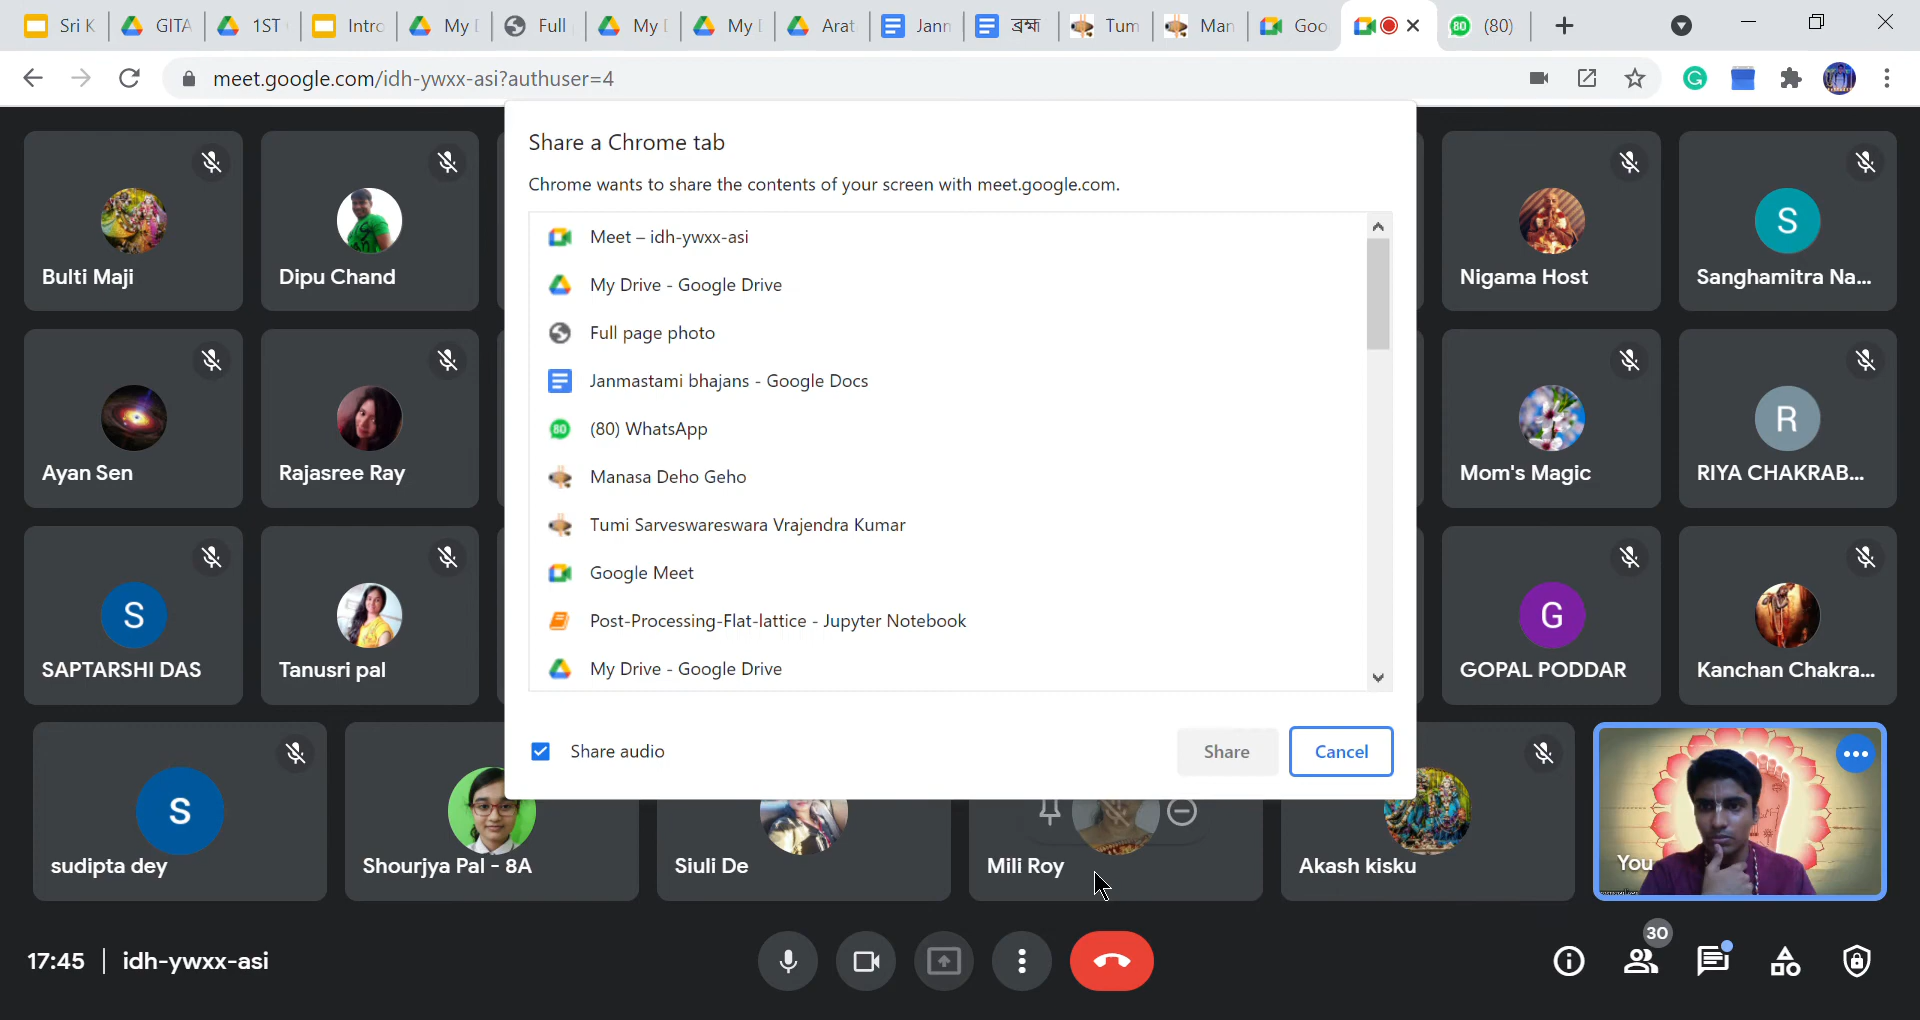 Sri K
GITA
1ST
Intro
My
Full
My
My
Arat
Jann
ব্রহ্ম
Tum
Man
Goo
80
(80)
meet.google.com/idh-ywxx-asi?authuser=4
Share a Chrome tab
Chrome wants to share the contents of your screen with meet.google.com.
Meet – idh-ywxx-asi
My Drive - Google Drive
Full page photo
Janmastami bhajans - Google Docs
80 (80) WhatsApp
Manasa Deho Geho
Tumi Sarveswareswara Vrajendra Kumar
Google Meet
Post-Processing-Flat-lattice - Jupyter Notebook
My Drive - Google Drive
Share audio
Share
Cancel
Bulti Maji
Dipu Chand
Nigama Host
S
Sanghamitra Na...
Ayan Sen
Rajasree Ray
Mom's Magic
R
RIYA CHAKRAB...
S
SAPTARSHI DAS
Tanusri pal
G
GOPAL PODDAR
Kanchan Chakra...
S
sudipta dey
Shourjya Pal - 8A
Siuli De
Mili Roy
Akash kisku
You
17:45 | idh-ywxx-asi
30